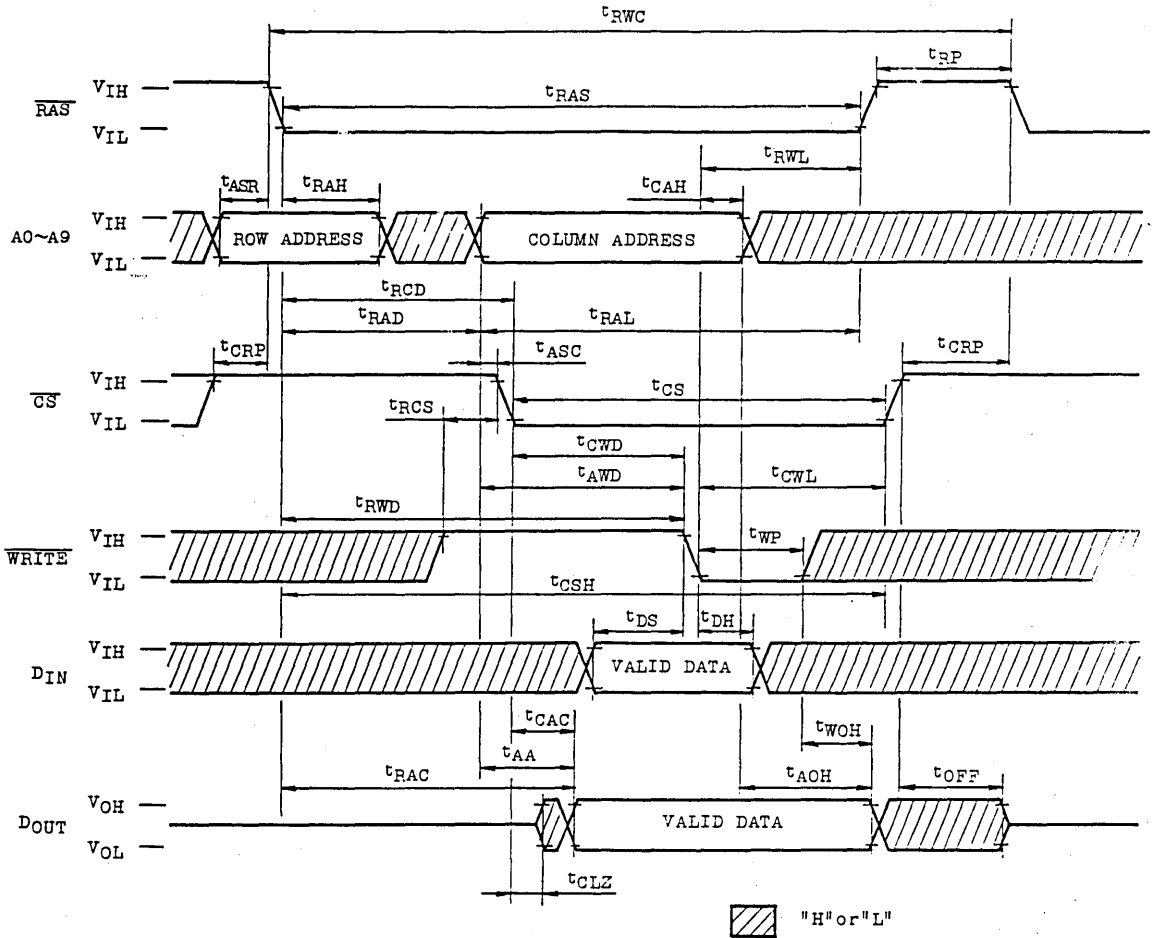 tRWC
tRP
VIH
RAS
tRAS
VIL
tRWL
tASR
tRAH
tCAH
VIH
A0~A9
ROW ADDRESS
COLUMN ADDRESS
VIL
tRCD
tRAD
tRAL
tCRP
tASC
tCRP
VIH
CS
tCS
VIL
tRCS
tCWD
tAWD
tCWL
tRWD
VIH
WRITE
tWP
VIL
tCSH
tDS
tDH
VIH
DIN
VALID DATA
VIL
tCAC
tWOH
tAA
tRAC
tAOH
tOFF
VOH
DOUT
VALID DATA
VOL
tCLZ
"H"or"L"